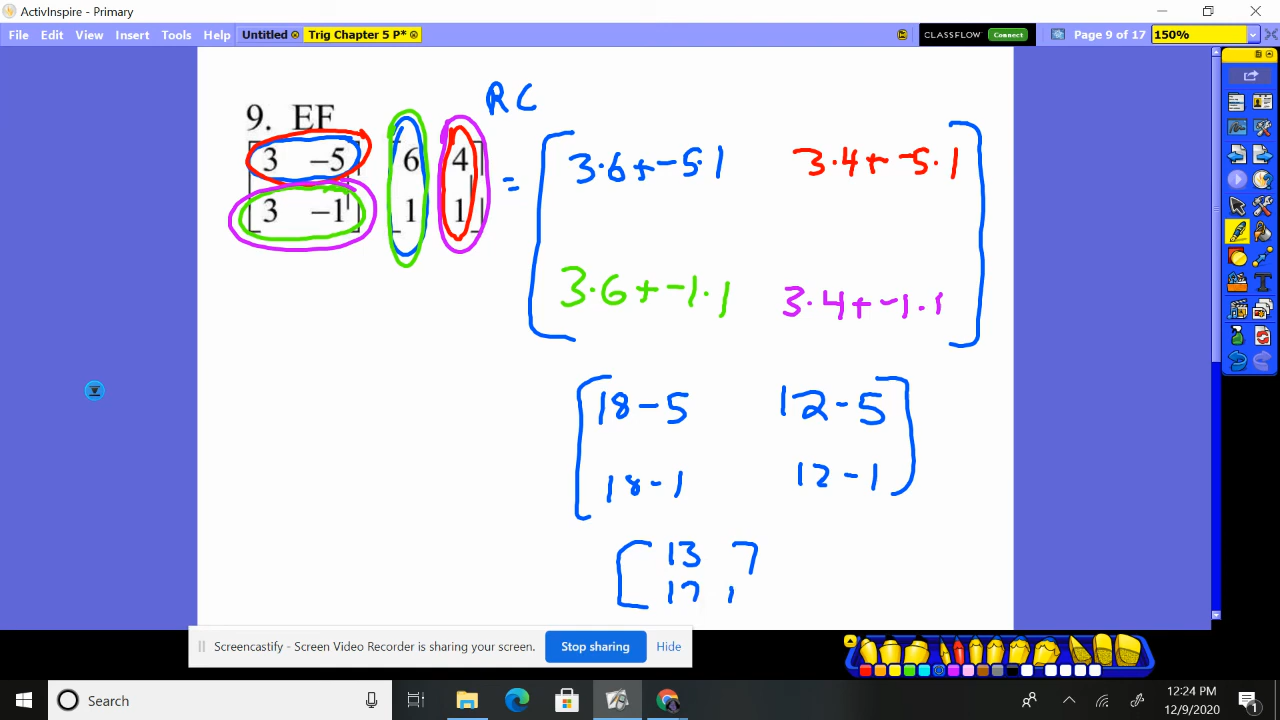 ActivInspire - Primary
File Edit View Insert Tools Help Untitled Trig Chapter 5 P* CLASSFLOW Connect Page 9 of 17 150%
RC
9. EF
[3 -5] [6 4] = [3·6+-5·1 3·4+-5·1]
[3 -1] [1 1] [3·6+-1·1 3·4+-1·1]
[18-5 12-5]
[18-1 12-1]
[13 7
[17 1
Screencastify - Screen Video Recorder is sharing your screen. Stop sharing Hide
Search
12:24 PM
12/9/2020
1